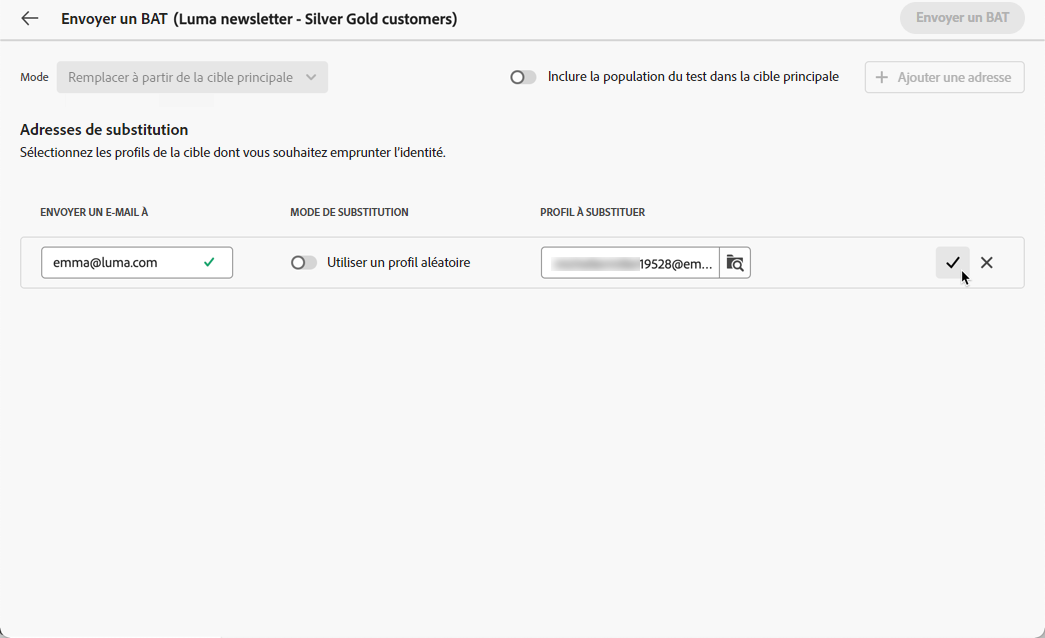 Envoyer un BAT (Luma newsletter - Silver Gold customers)
Envoyer un BAT
Mode
Remplacer à partir de la cible principale
Inclure la population du test dans la cible principale
Ajouter une adresse
Adresses de substitution
Sélectionnez les profils de la cible dont vous souhaitez emprunter l'identité.
ENVOYER UN E-MAIL À
MODE DE SUBSTITUTION
PROFIL À SUBSTITUER
emma@luma.com
Utiliser un profil aléatoire
19528@em...